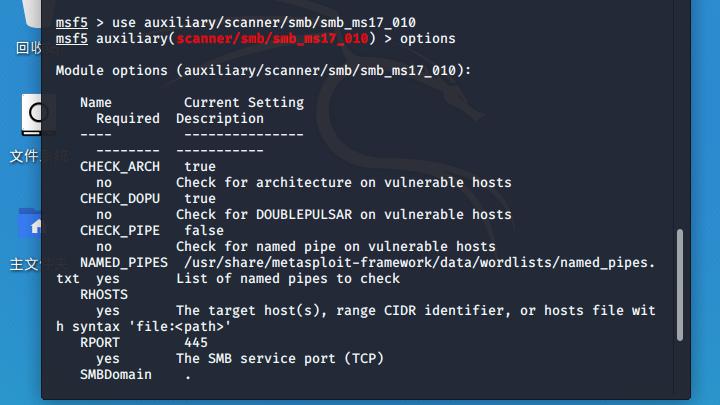 msf5 > use auxiliary/scanner/smb/smb_ms17_010
msf5 auxiliary(scanner/smb/smb_ms17_010) > options
Module options (auxiliary/scanner/smb/smb_ms17_010):
Name Current Setting
Required Description
---- ---------------
-------- -----------
CHECK_ARCH true
no Check for architecture on vulnerable hosts
CHECK_DOPU true
no Check for DOUBLEPULSAR on vulnerable hosts
CHECK_PIPE false
no Check for named pipe on vulnerable hosts
NAMED_PIPES /usr/share/metasploit-framework/data/wordlists/named_pipes.
txt yes List of named pipes to check
RHOSTS
yes The target host(s), range CIDR identifier, or hosts file wit
h syntax 'file:<path>'
RPORT 445
yes The SMB service port (TCP)
SMBDomain .
回收
文件系统
主文件夹